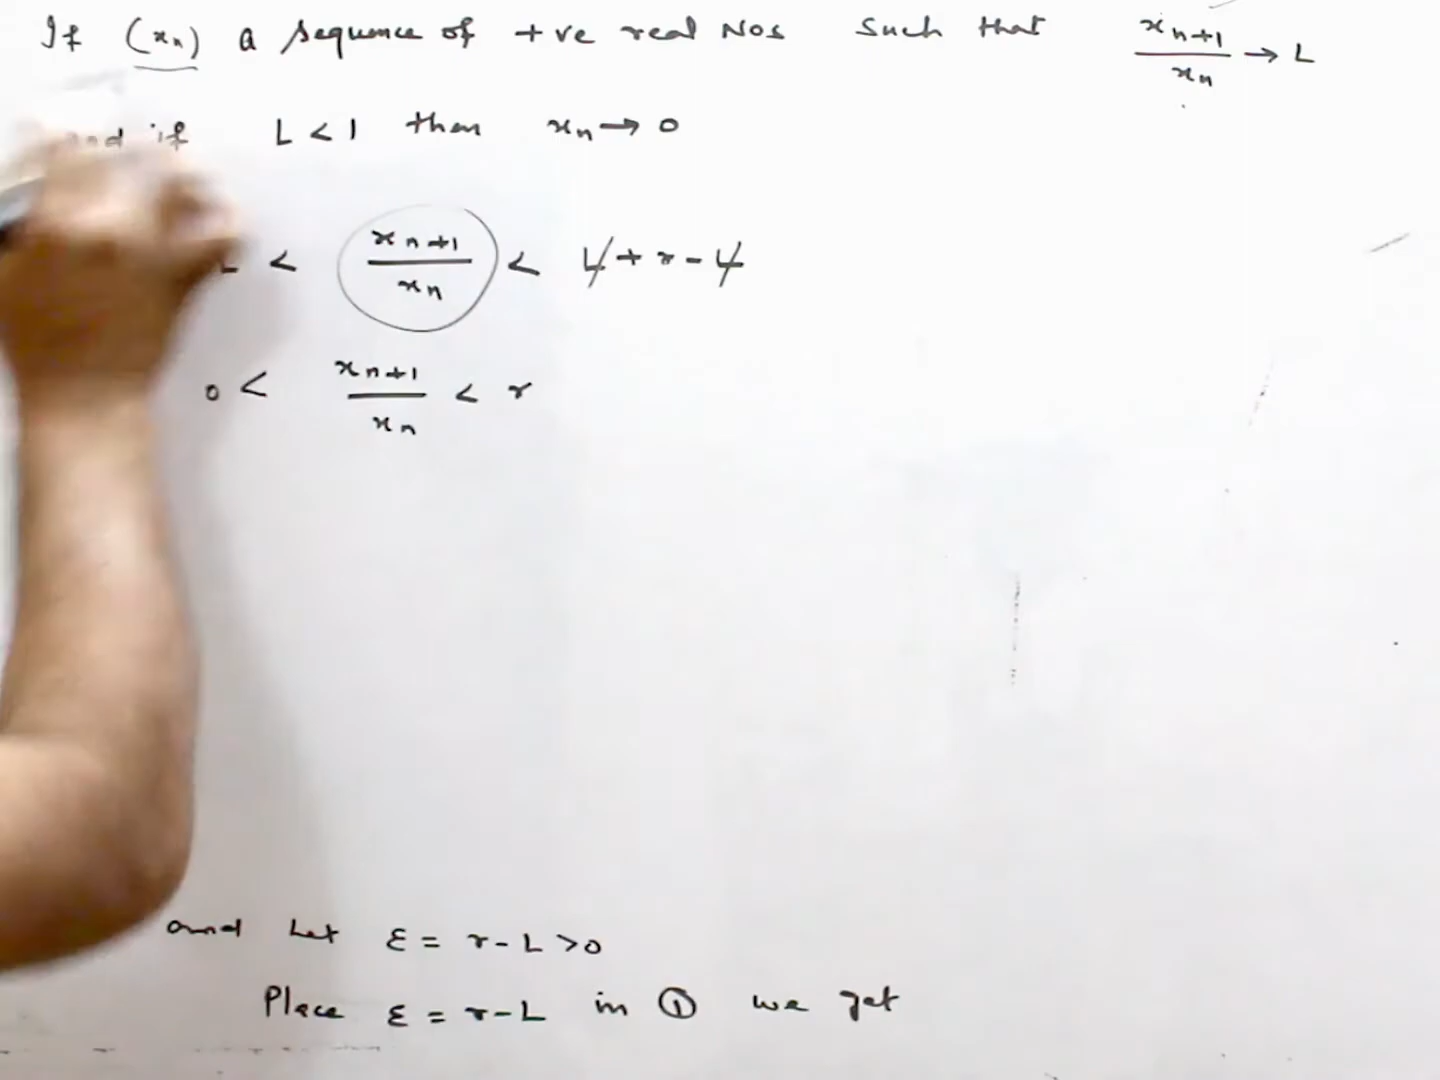 If (xn) a sequence of +ve real Nos Such that xn+1/xn → L
and if L < 1 then xn → 0
L < xn+1/xn < L + r - L
0 < xn+1/xn < r
and Let ε = r - L > 0
Place ε = r - L in ① we get